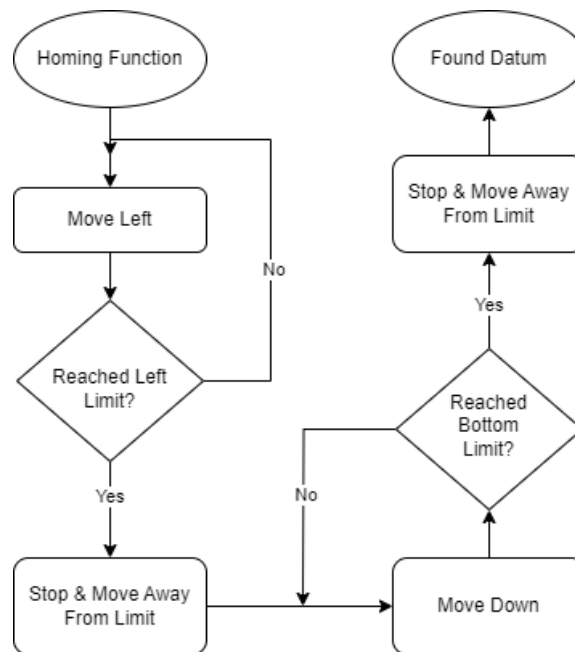 Homing Function
Move Left
No
Reached Left
Limit?
Yes
Stop & Move Away
From Limit
Move Down
Reached
Bottom
Limit?
No
Yes
Stop & Move Away
From Limit
Found Datum